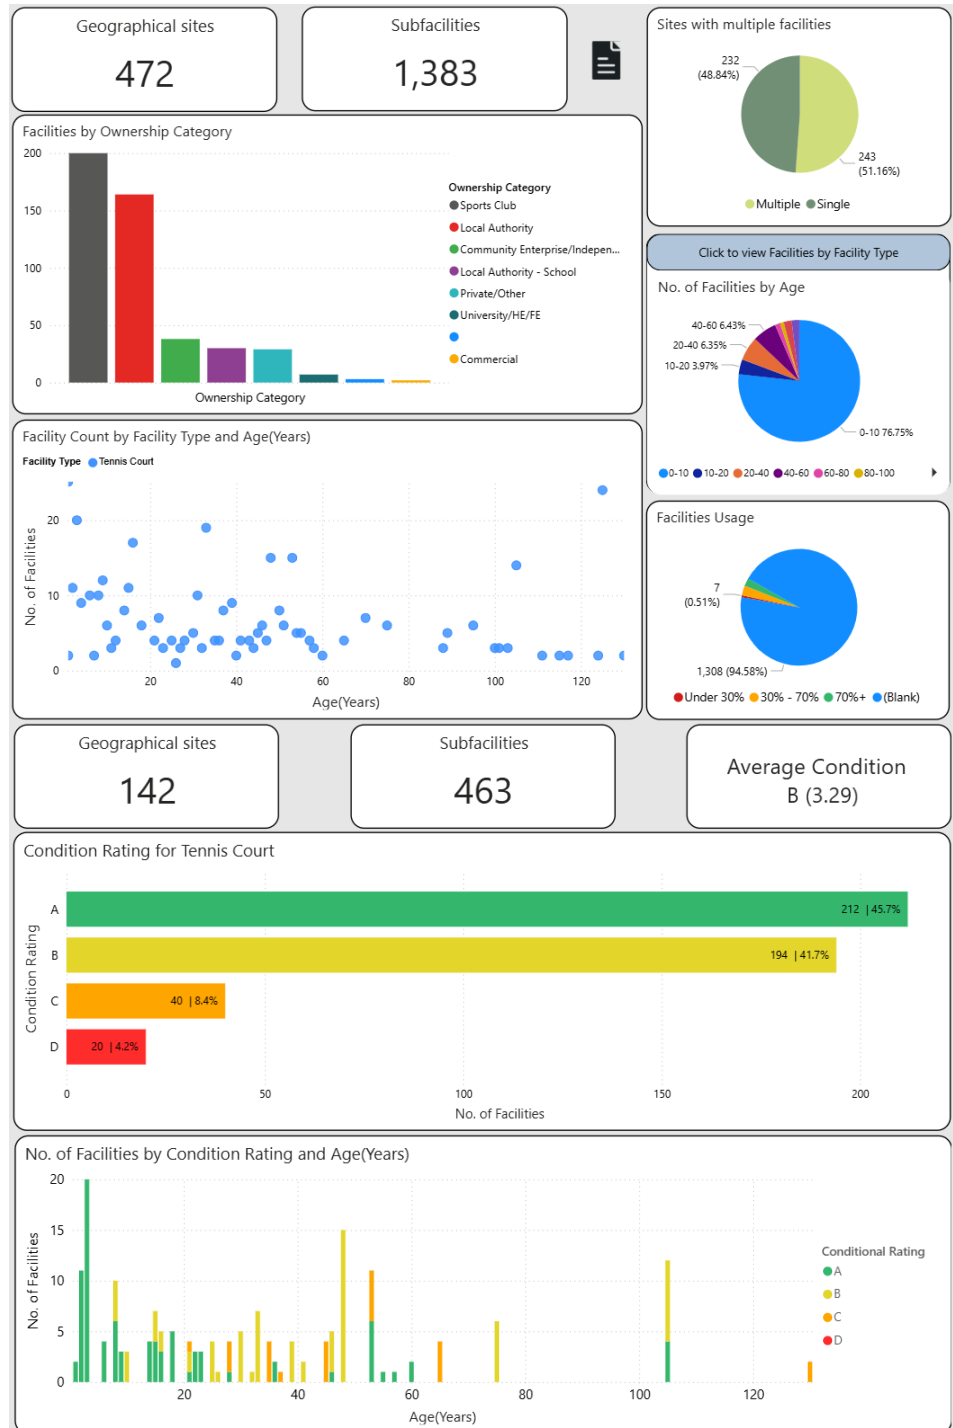 Geographical sites
472
Subfacilities
1,383
Sites with multiple facilities
232
(48.84%)
243
(51.16%)
Multiple Single
Facilities by Ownership Category
200
150
100
50
0
Ownership Category
Ownership Category
Sports Club
Local Authority
Community Enterprise/Indepen...
Local Authority - School
Private/Other
University/HE/FE
Commercial
Click to view Facilities by Facility Type
No. of Facilities by Age
40-60 6.43%
20-40 6.35%
10-20 3.97%
0-10 76.75%
0-10 10-20 20-40 40-60 60-80 80-100
Facility Count by Facility Type and Age(Years)
Facility Type Tennis Court
No. of Facilities
20
10
0
20 40 60 80 100 120
Age(Years)
Facilities Usage
7
(0.51%)
1,308 (94.58%)
Under 30% 30% - 70% 70%+ (Blank)
Geographical sites
142
Subfacilities
463
Average Condition
B (3.29)
Condition Rating for Tennis Court
Condition Rating
A 212 | 45.7%
B 194 | 41.7%
C 40 | 8.4%
D 20 | 4.2%
0 50 100 150 200
No. of Facilities
No. of Facilities by Condition Rating and Age(Years)
No. of Facilities
20
15
10
5
0
20 40 60 80 100 120
Age(Years)
Conditional Rating
A
B
C
D